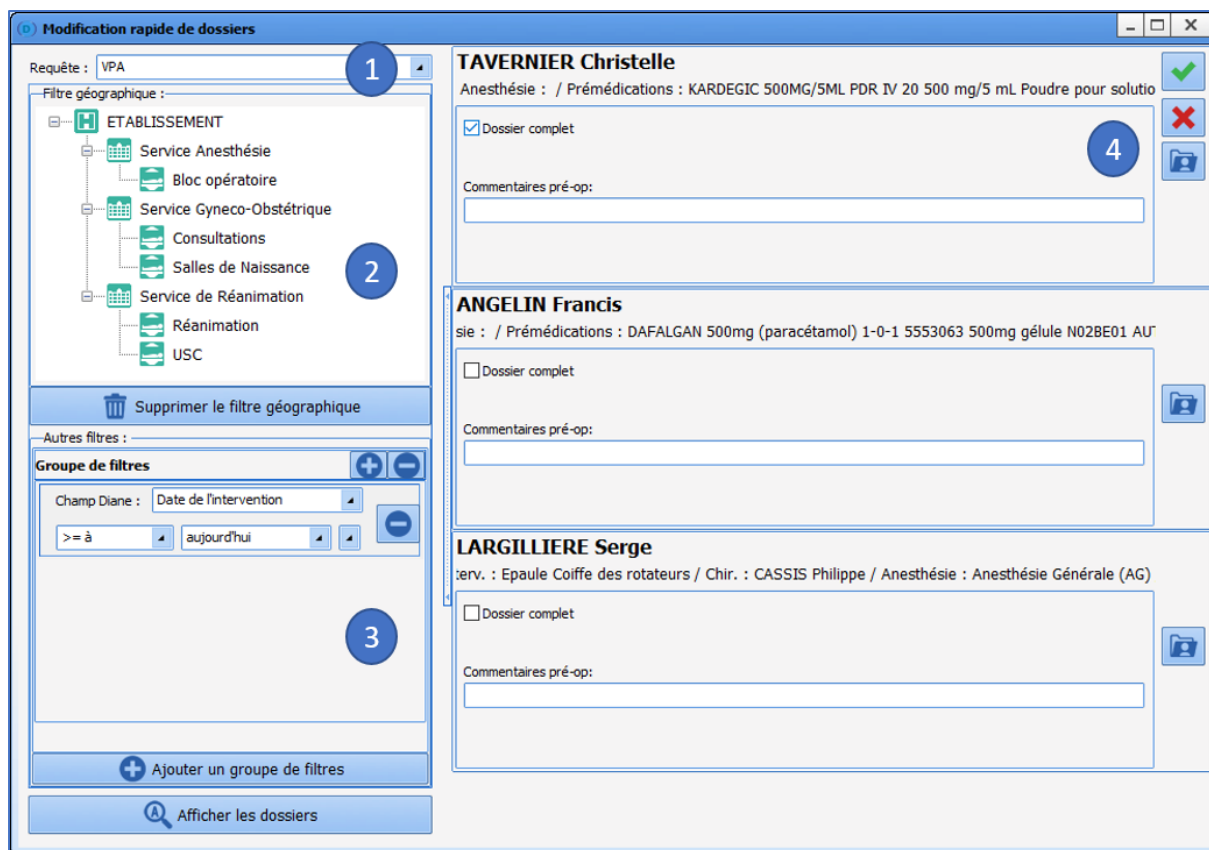 Modification rapide de dossiers
Requête : VPA
1
Filtre géographique :
ETABLISSEMENT
Service Anesthésie
Bloc opératoire
Service Gyneco-Obstétrique
Consultations
Salles de Naissance
2
Service de Réanimation
Réanimation
USC
Supprimer le filtre géographique
Autres filtres :
Groupe de filtres
Champ Diane : Date de l'intervention
>= à aujourd'hui
3
Ajouter un groupe de filtres
Afficher les dossiers
TAVERNIER Christelle
Anesthésie : / Prémédications : KARDEGIC 500MG/5ML PDR IV 20 500 mg/5 mL Poudre pour solutio
Dossier complet
4
Commentaires pré-op:
ANGELIN Francis
sie : / Prémédications : DAFALGAN 500mg (paracétamol) 1-0-1 5553063 500mg gélule N02BE01 AUT
Dossier complet
Commentaires pré-op:
LARGILLIERE Serge
terv. : Epaule Coiffe des rotateurs / Chir. : CASSIS Philippe / Anesthésie : Anesthésie Générale (AG)
Dossier complet
Commentaires pré-op: